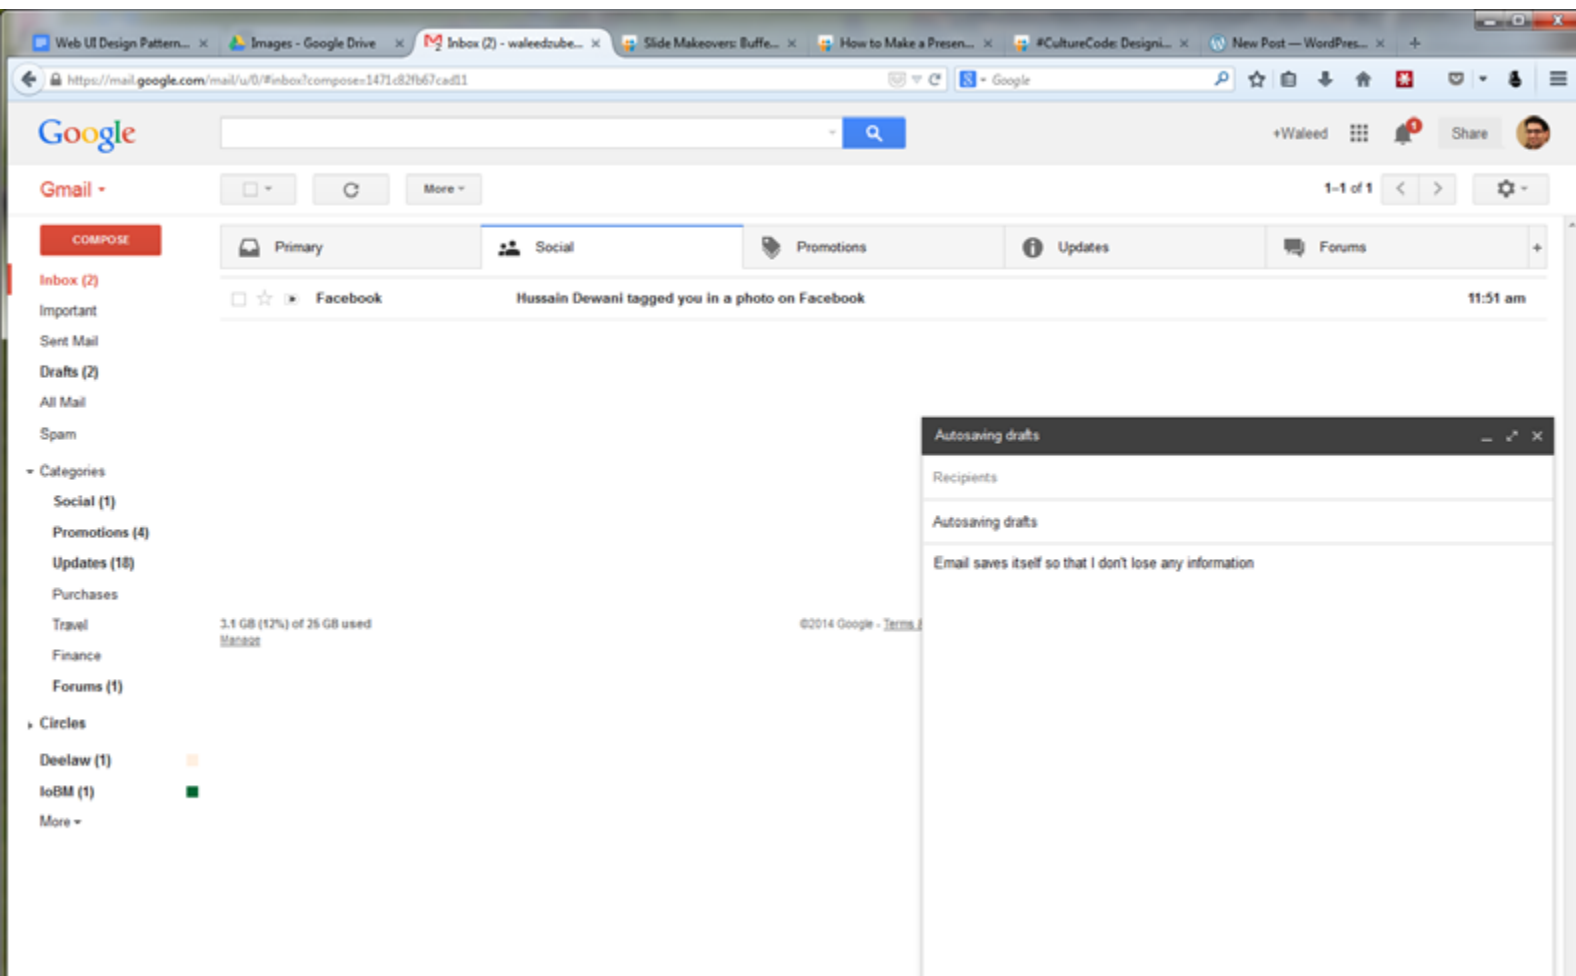 Web UI Design Pattern...
Images - Google Drive
Inbox (2) - waleedzube...
Slide Makeovers: Buffe...
How to Make a Presen...
#CultureCode: Designi...
New Post — WordPres...
https://mail.google.com/mail/u/0/#inbox?compose=1471c82fb67cad11
Google
Google
+Waleed
1
Share
Gmail
More
1–1 of 1
COMPOSE
Primary
Social
Promotions
Updates
Forums
+
Inbox (2)
Facebook
Hussain Dewani tagged you in a photo on Facebook
11:51 am
Important
Sent Mail
Drafts (2)
All Mail
Spam
Categories
Social (1)
Promotions (4)
Updates (18)
Purchases
Travel
Finance
Forums (1)
Circles
Deelaw (1)
IoBM (1)
More
3.1 GB (12%) of 25 GB used
Manage
©2014 Google - Terms &
Autosaving drafts
Recipients
Autosaving drafts
Email saves itself so that I don't lose any information